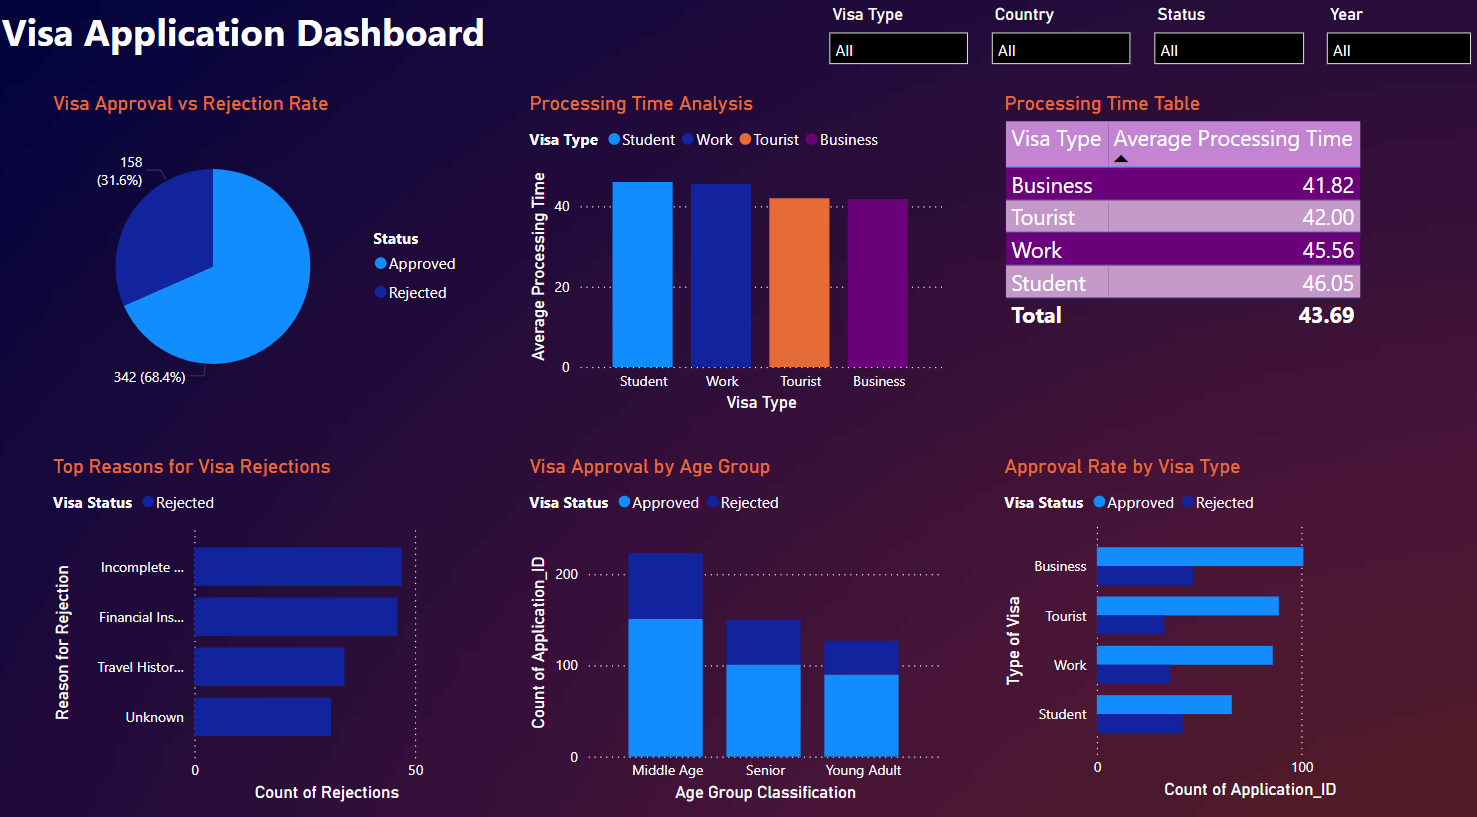 Visa Application Dashboard
Visa Type
All
Country
All
Status
All
Year
All
Visa Approval vs Rejection Rate
158
(31.6%)
342 (68.4%)
Status
Approved
Rejected
Processing Time Analysis
Visa Type Student Work Tourist Business
Average Processing Time
40
20
0
Student Work Tourist Business
Visa Type
Processing Time Table
Visa Type Average Processing Time
Business 41.82
Tourist 42.00
Work 45.56
Student 46.05
Total 43.69
Top Reasons for Visa Rejections
Visa Status Rejected
Reason for Rejection
Incomplete ...
Financial Ins...
Travel Histor...
Unknown
0 50
Count of Rejections
Visa Approval by Age Group
Visa Status Approved Rejected
Count of Application_ID
200
100
0
Middle Age Senior Young Adult
Age Group Classification
Approval Rate by Visa Type
Visa Status Approved Rejected
Type of Visa
Business
Tourist
Work
Student
0 100
Count of Application_ID